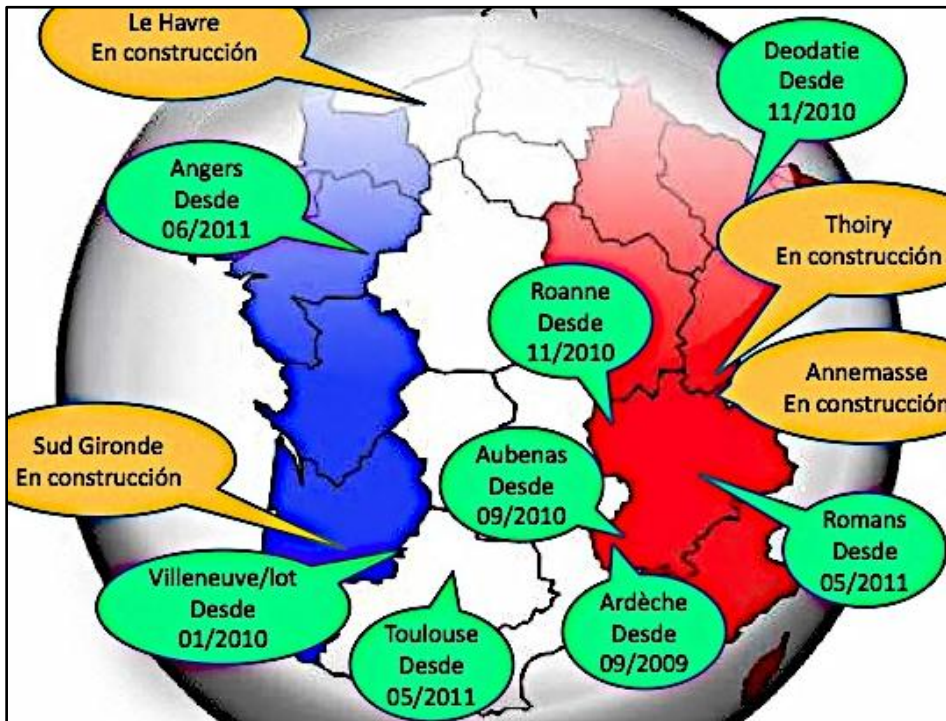 Le Havre
En construcción
Deodatie
Desde
11/2010
Angers
Desde
06/2011
Thoiry
En construcción
Roanne
Desde
11/2010
Annemasse
En construcción
Sud Gironde
En construcción
Aubenas
Desde
09/2010
Romans
Desde
05/2011
Villeneuve/lot
Desde
01/2010
Ardèche
Desde
09/2009
Toulouse
Desde
05/2011